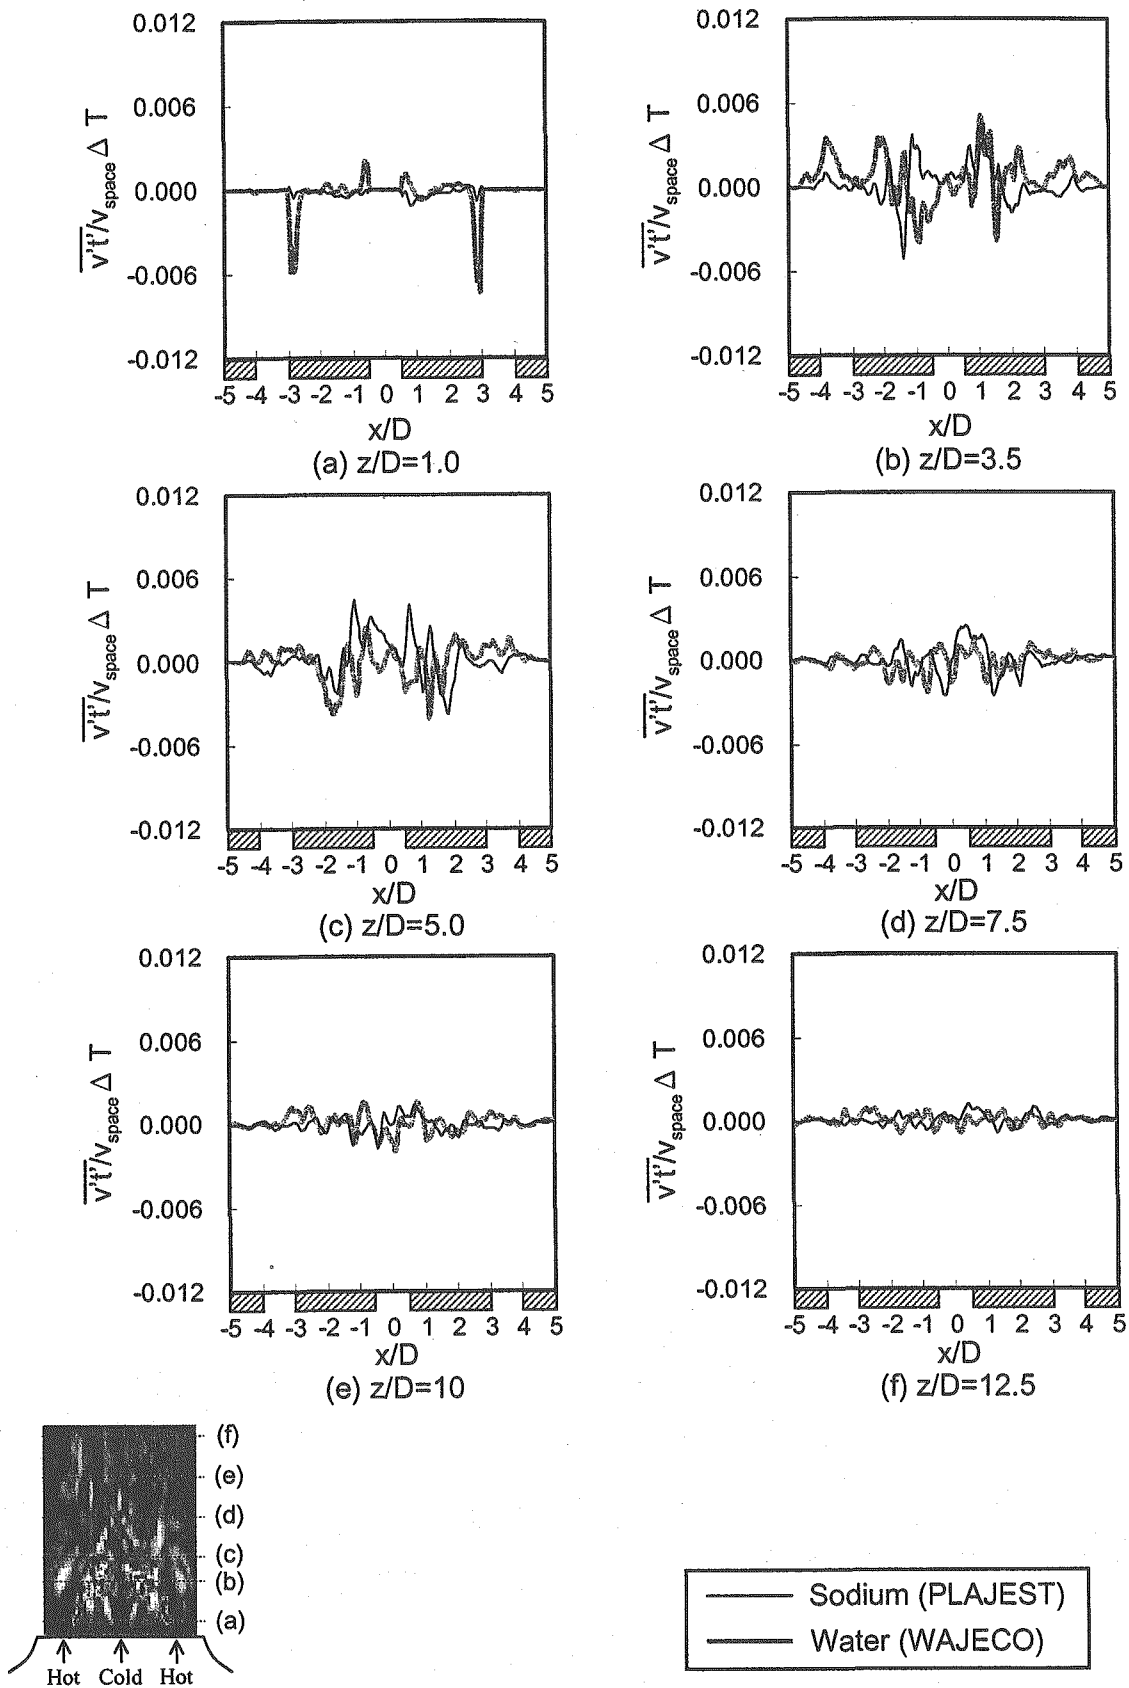 0.012
0.006
0.000
-0.006
-0.012
v't'/v_space Δ T
-5 -4 -3 -2 -1 0 1 2 3 4 5
x/D
(a) z/D=1.0
0.012
0.006
0.000
-0.006
-0.012
v't'/v_space Δ T
-5 -4 -3 -2 -1 0 1 2 3 4 5
x/D
(b) z/D=3.5
0.012
0.006
0.000
-0.006
-0.012
v't'/v_space Δ T
-5 -4 -3 -2 -1 0 1 2 3 4 5
x/D
(c) z/D=5.0
0.012
0.006
0.000
-0.006
-0.012
v't'/v_space Δ T
-5 -4 -3 -2 -1 0 1 2 3 4 5
x/D
(d) z/D=7.5
0.012
0.006
0.000
-0.006
-0.012
v't'/v_space Δ T
-5 -4 -3 -2 -1 0 1 2 3 4 5
x/D
(e) z/D=10
0.012
0.006
0.000
-0.006
-0.012
v't'/v_space Δ T
-5 -4 -3 -2 -1 0 1 2 3 4 5
x/D
(f) z/D=12.5
(f)
(e)
(d)
(c)
(b)
(a)
Hot Cold Hot
Sodium (PLAJEST)
Water (WAJECO)